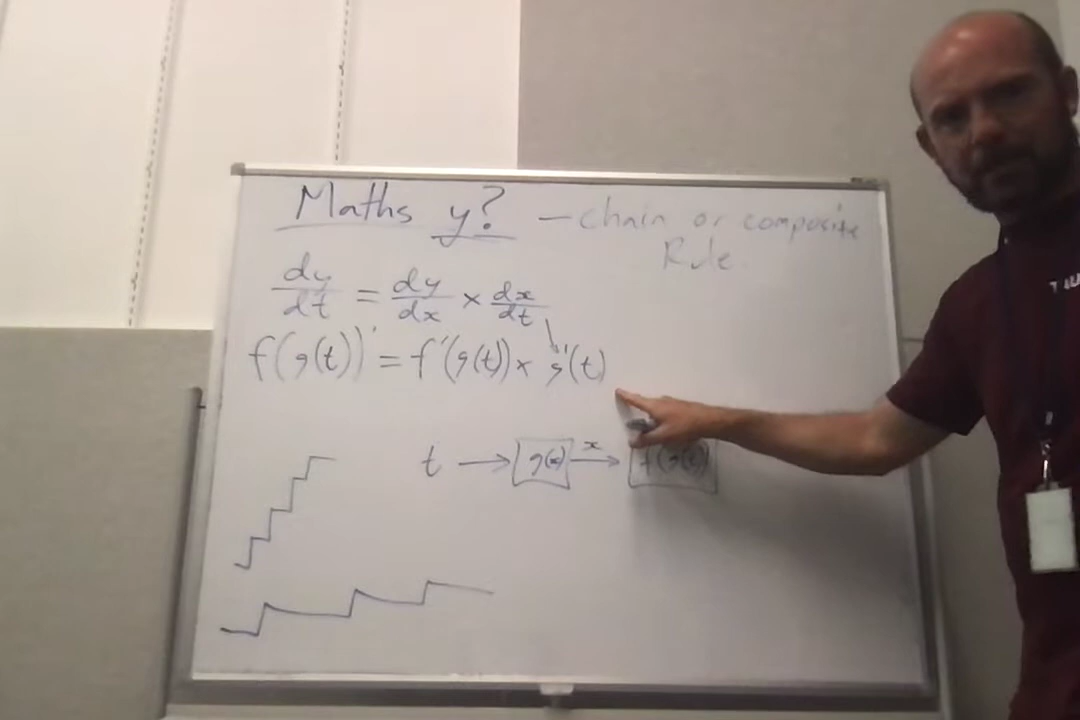 Maths y? — chain or composite
Rule.
dy/dt = dy/dx × dx/dt
f(g(t))' = f'(g(t)) × g'(t)
t → g(x) x → f(g(t))